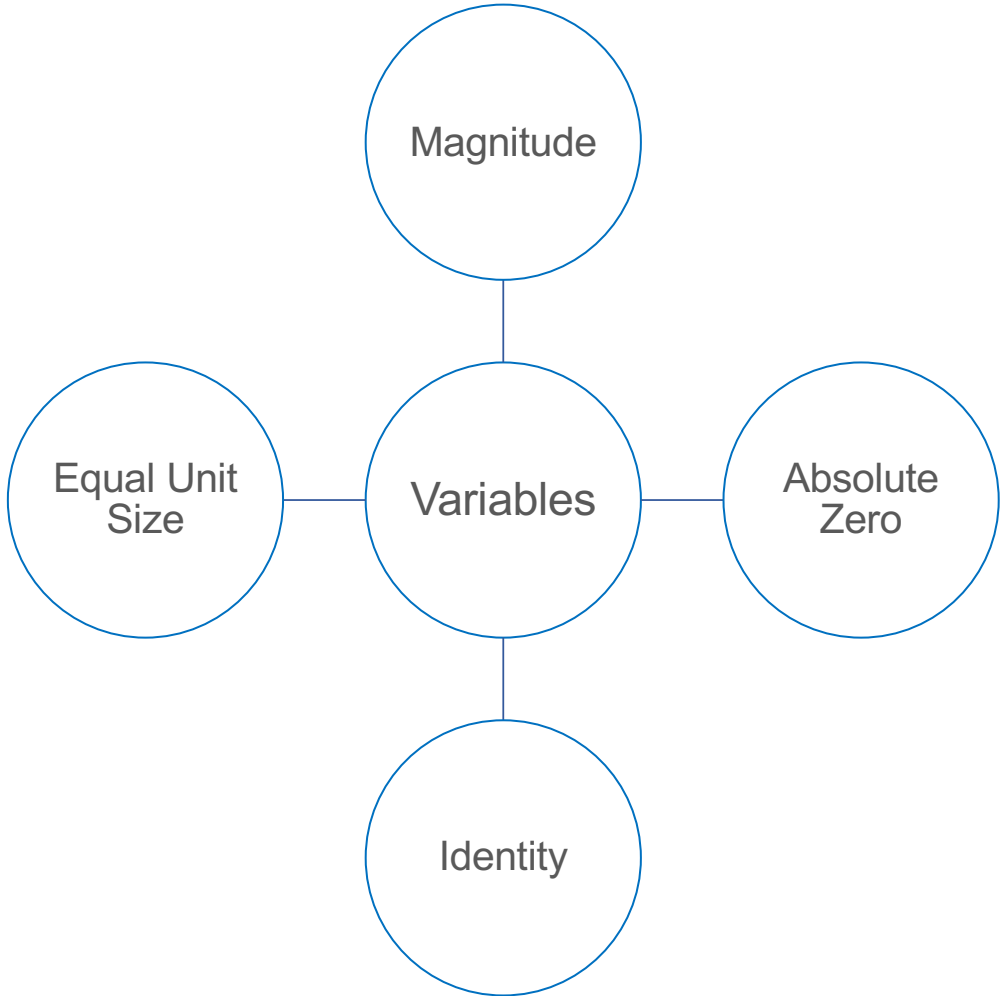 Magnitude
Equal Unit
Size
Variables
Absolute
Zero
Identity